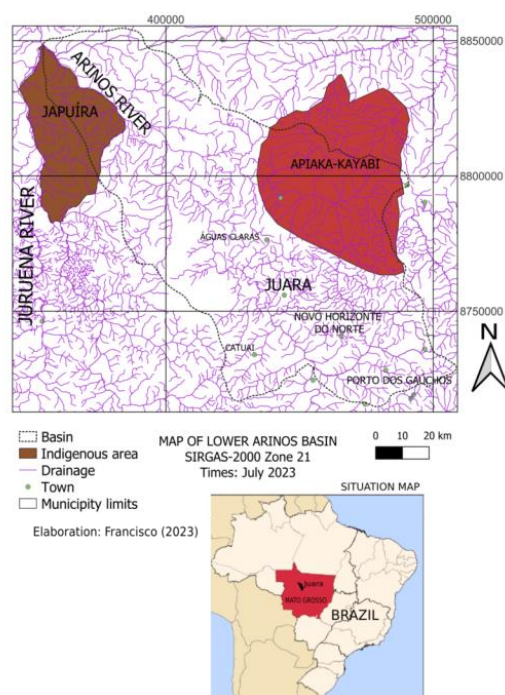 400000
500000
8850000
ARINOS RIVER
JAPUÍRA
APIAKA-KAYABI
8800000
JURUENA RIVER
ÁGUAS CLARAS
JUARA
8750000
NOVO HORIZONTE
DO NORTE
CATUAI
PORTO DOS GAÚCHOS
N
Basin
Indigenous area
Drainage
Town
Municipity limits
MAP OF LOWER ARINOS BASIN
SIRGAS-2000 Zone 21
Times: July 2023
0 10 20 km
Elaboration: Francisco (2023)
SITUATION MAP
Juara
MATO GROSSO
BRAZIL